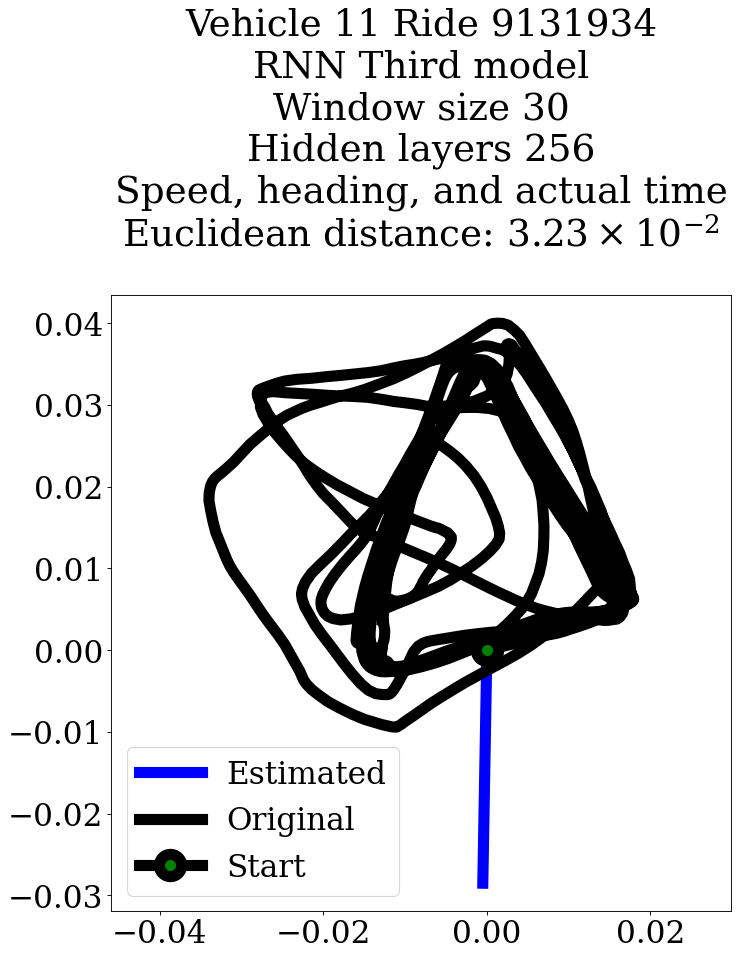 Vehicle 11 Ride 9131934
RNN Third model
Window size 30
Hidden layers 256
Speed, heading, and actual time
Euclidean distance: 3.23 × 10⁻²
0.04
0.03
0.02
0.01
0.00
−0.01
−0.02
−0.03
Estimated
Original
Start
−0.04
−0.02
0.00
0.02